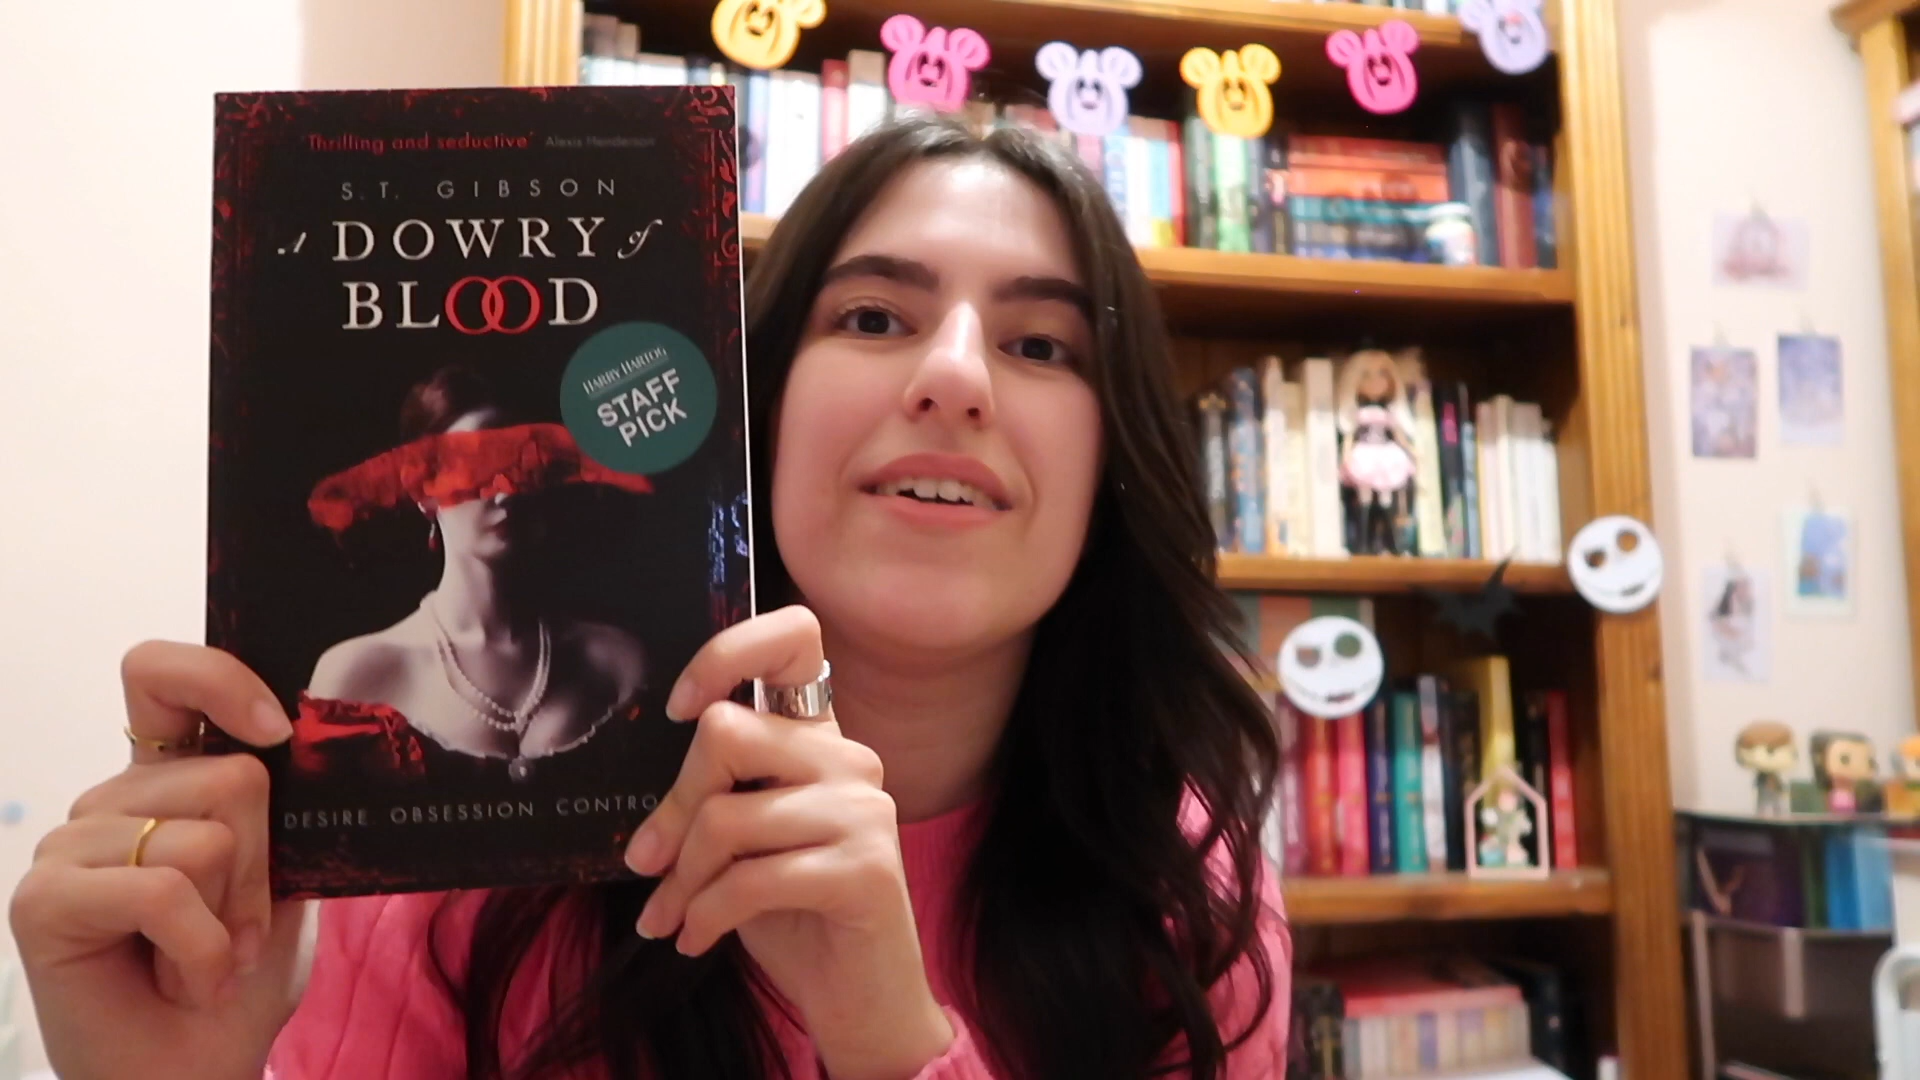 'Thrilling and seductive' Alexis Henderson
S.T. GIBSON
A DOWRY of
BLOOD
HARRY HARTOG
STAFF
PICK
DESIRE OBSESSION CONTRO